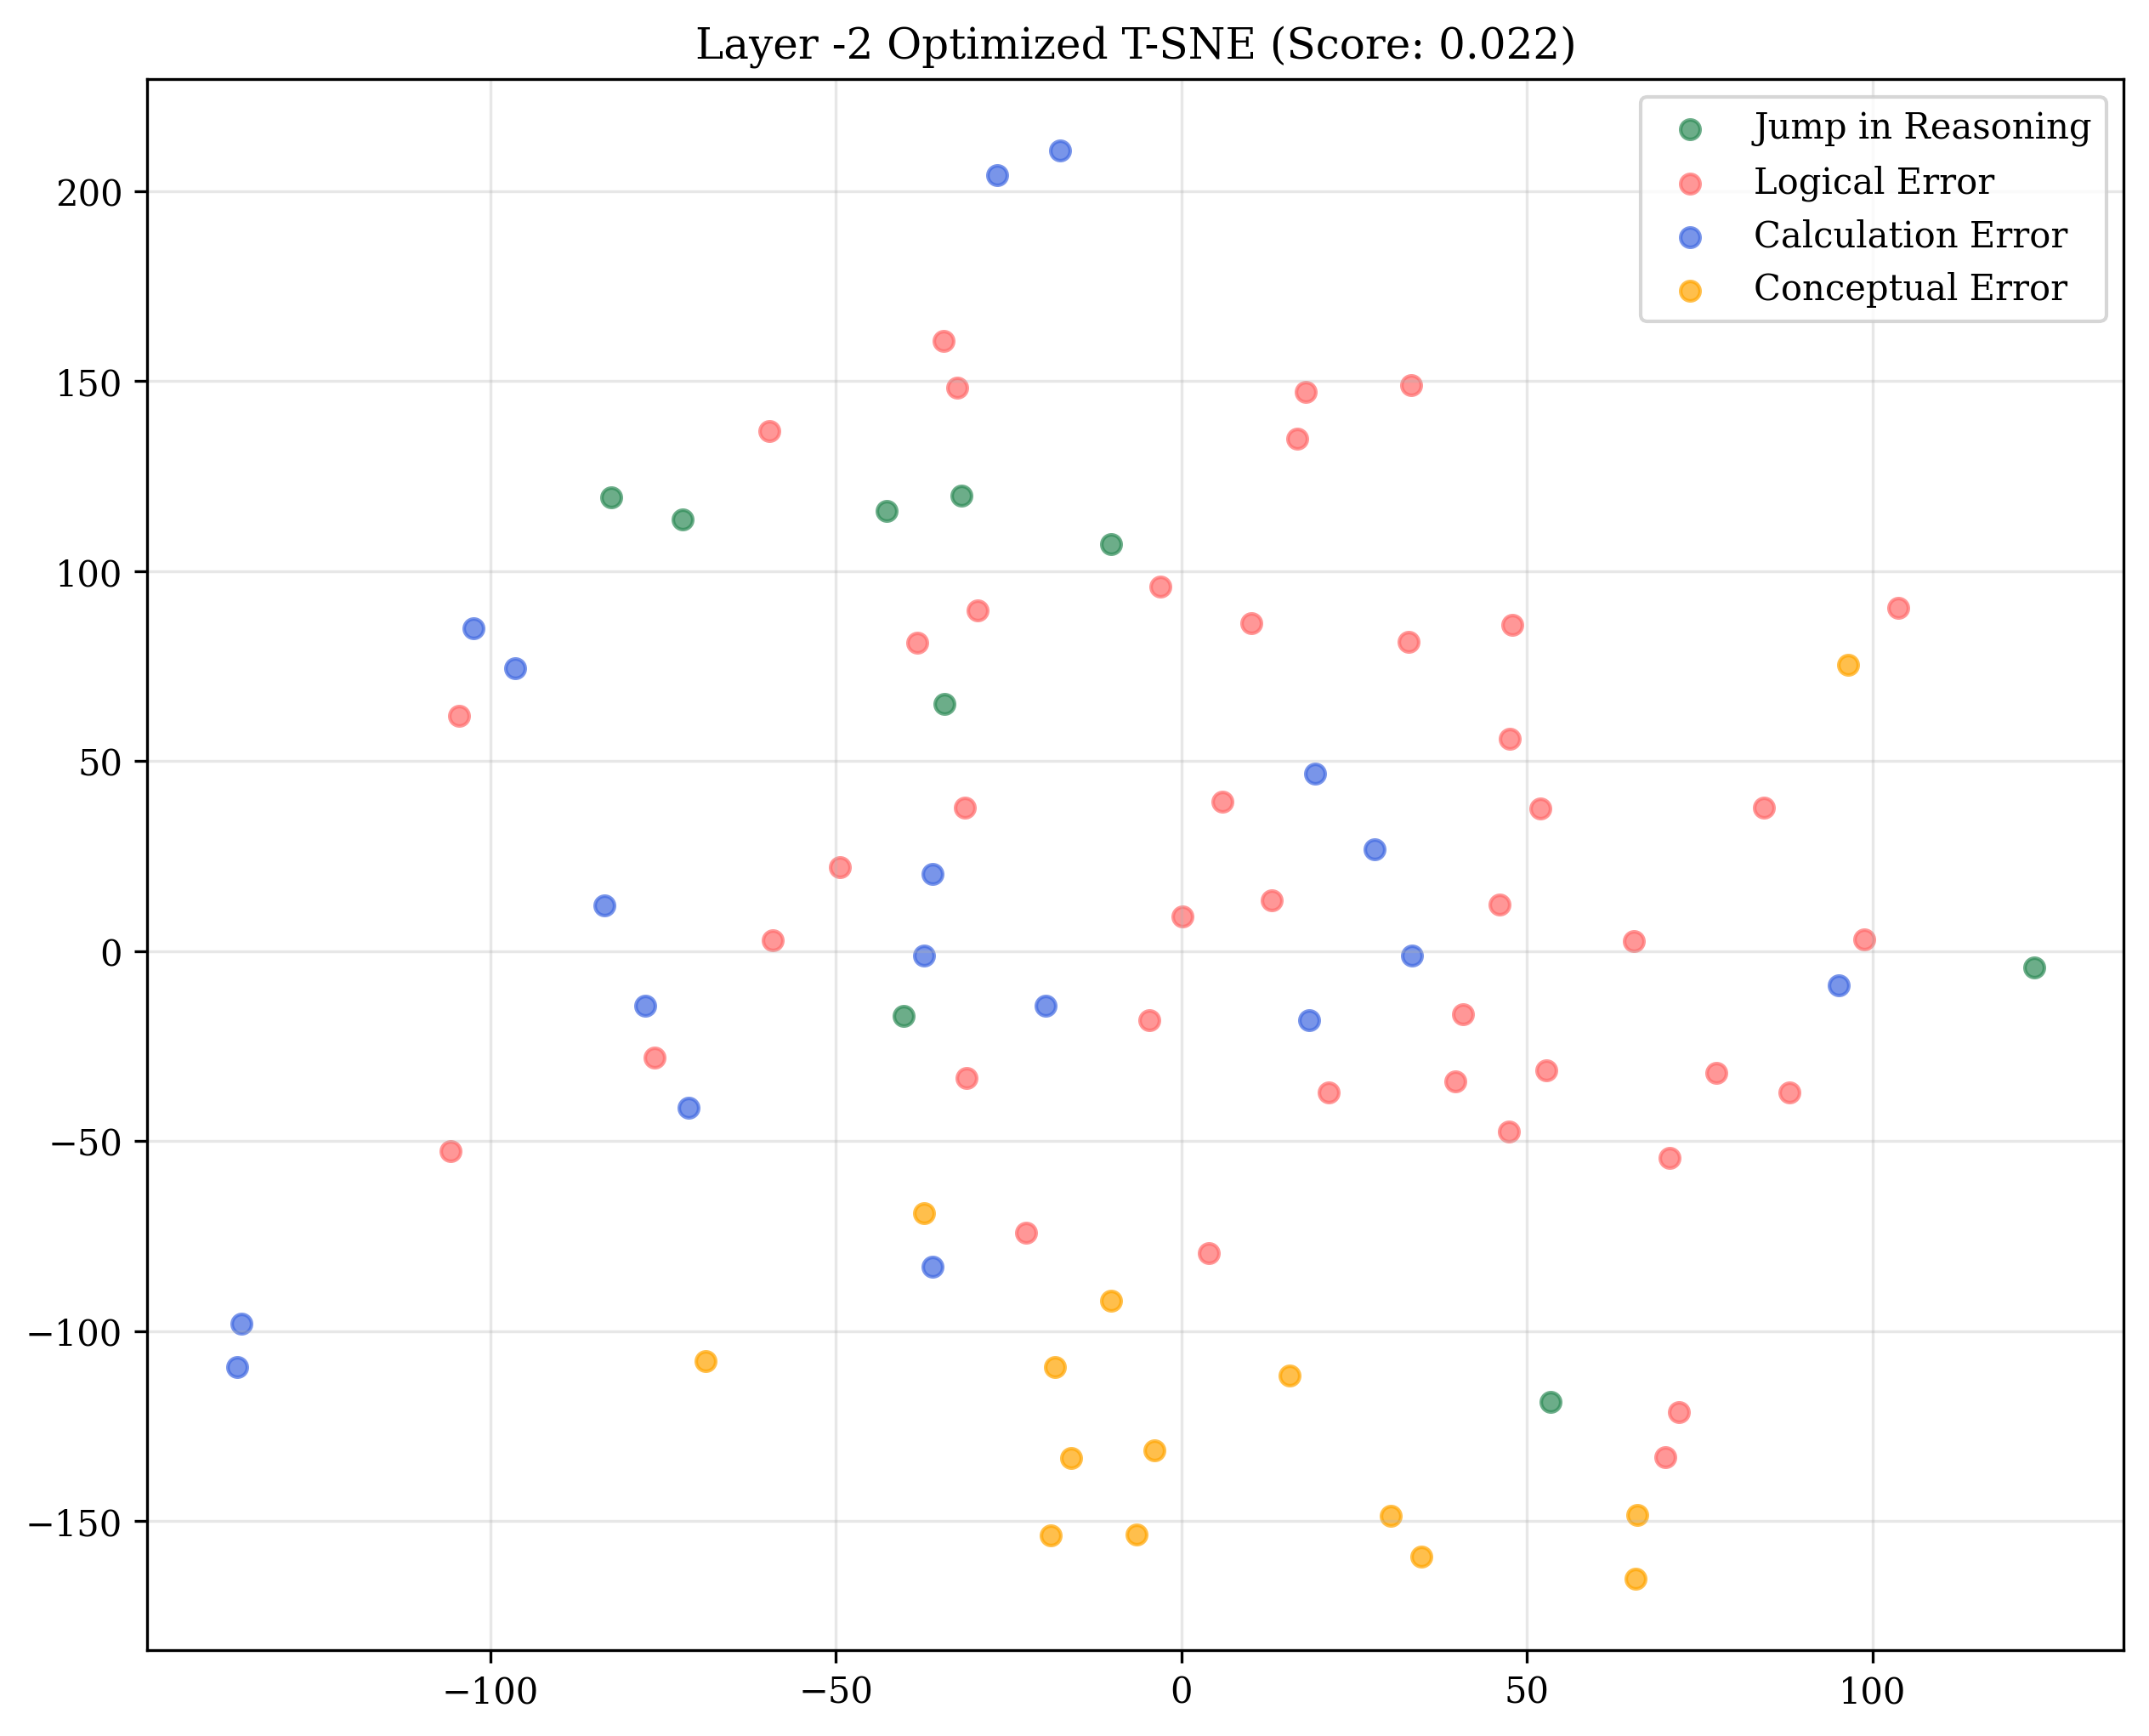 Layer -2 Optimized T-SNE (Score: 0.022)
Jump in Reasoning
Logical Error
Calculation Error
Conceptual Error
200
150
100
50
0
−50
−100
−150
−100
−50
0
50
100